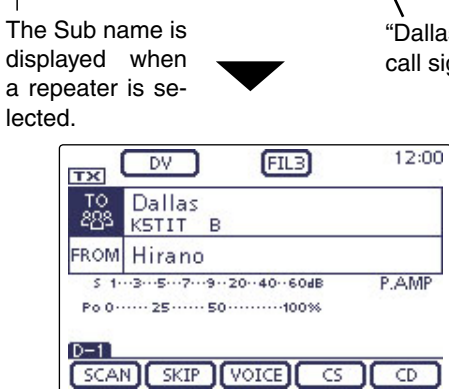 The Sub name is
displayed when
a repeater is se-
lected.
“Dallas
call sig
DV FIL3 12:00
TX
TO Dallas
K5TIT B
FROM Hirano
S 1··3···5···7···9··20··40··60dB P.AMP
Po 0······25······50·········100%
D-1
SCAN SKIP VOICE CS CD